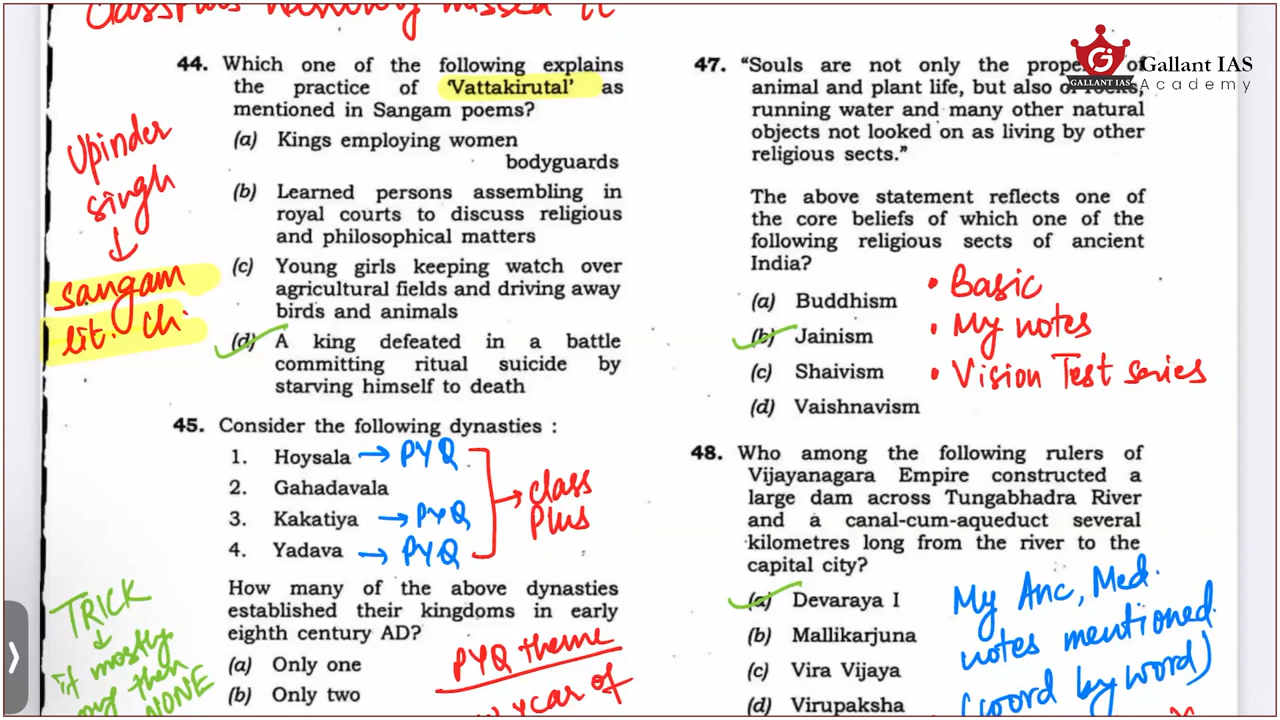 classPlus nobody missed it
44. Which one of the following explains
the practice of 'Vattakirutal' as
mentioned in Sangam poems?
(a) Kings employing women
bodyguards
(b) Learned persons assembling in
royal courts to discuss religious
and philosophical matters
(c) Young girls keeping watch over
agricultural fields and driving away
birds and animals
(d) A king defeated in a battle
committing ritual suicide by
starving himself to death
Upinder
singh
sangam
lit. ch.
45. Consider the following dynasties :
1. Hoysala → PYQ
2. Gahadavala
3. Kakatiya → PYQ
4. Yadava → PYQ
class
Plus
How many of the above dynasties
established their kingdoms in early
eighth century AD?
(a) Only one
(b) Only two
TRICK
it mostly
then
NONE
PYQ theme
year of
Gallant IAS
Academy
GALLANT IAS
47. "Souls are not only the of
animal and plant life, but also of rocks,
running water and many other natural
objects not looked on as living by other
religious sects."
The above statement reflects one of
the core beliefs of which one of the
following religious sects of ancient
India?
(a) Buddhism
(b) Jainism
(c) Shaivism
(d) Vaishnavism
• Basic
• My notes
• Vision Test series
48. Who among the following rulers of
Vijayanagara Empire constructed a
large dam across Tungabhadra River
and a canal-cum-aqueduct several
kilometres long from the river to the
capital city?
(a) Devaraya I
(b) Mallikarjuna
(c) Vira Vijaya
(d) Virupaksha
My Anc, Med.
notes mentioned.
(word by word)